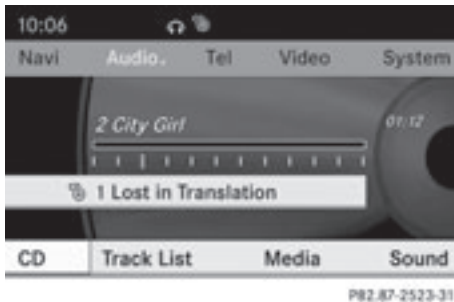 10:06
Navi Audio. Tel Video System
2 City Girl 01:12
1 Lost in Translation
CD Track List Media Sound
P82.87-2523-31